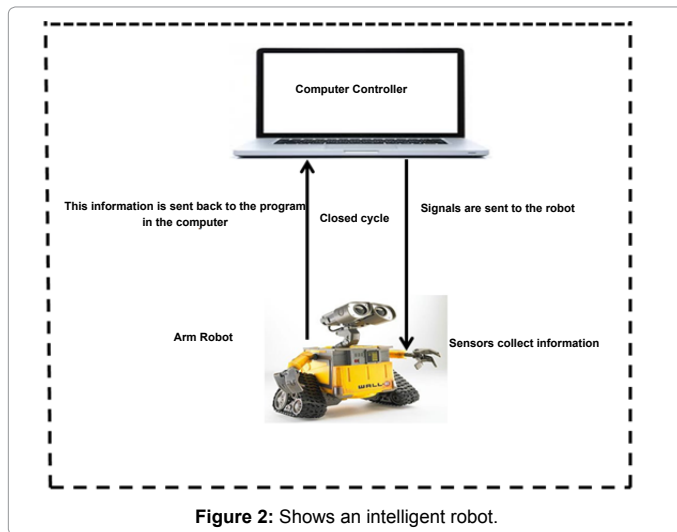 Computer Controller
This information is sent back to the program
in the computer
Closed cycle
Signals are sent to the robot
Arm Robot
Sensors collect information
WALL•E
Figure 2: Shows an intelligent robot.